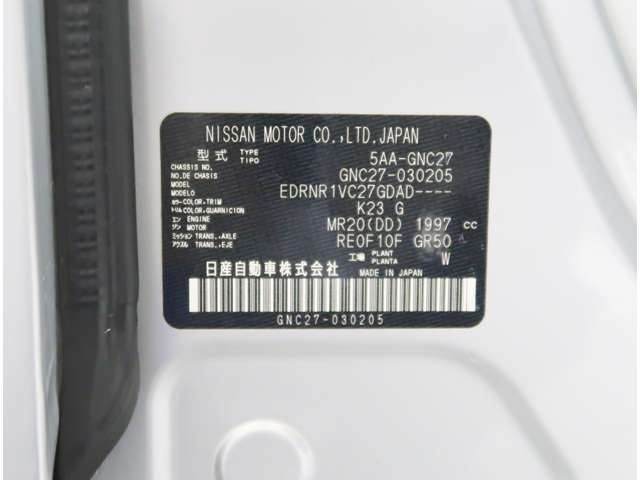 NISSAN MOTOR CO.,LTD.JAPAN
型式 TYPE TIPO 5AA-GNC27
CHASSIS NO. NO.DE CHASIS GNC27-030205
MODEL MODELO EDRNR1VC27GDAD----
カラー COLOR,TRIM トリム COLOR,GUARNICION K23 G
エン ENGINE ジン MOTOR MR20(DD) 1997 cc
ミッション TRANS.,AXLE アクスル TRANS.,EJE RE0F10F GR50
工場 PLANT PLANTA W
日産自動車株式会社 MADE IN JAPAN
GNC27-030205